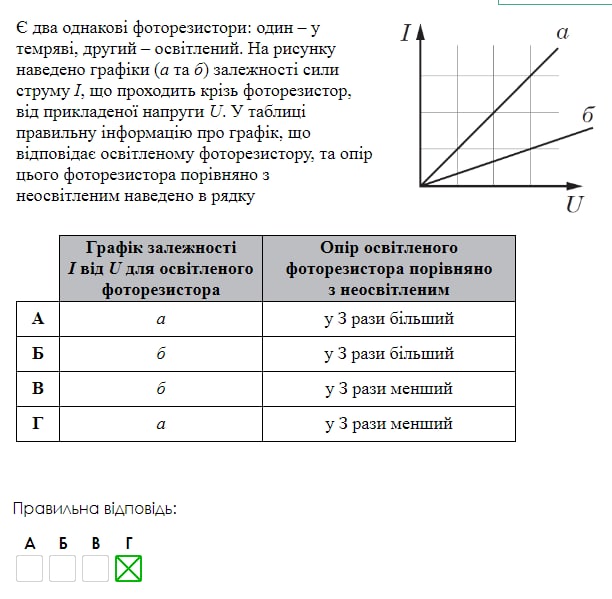 Є два однакові фоторезистори: один – у
темряві, другий – освітлений. На рисунку
наведено графіки (а та б) залежності сили
струму I, що проходить крізь фоторезистор,
від прикладеної напруги U. У таблиці
правильну інформацію про графік, що
відповідає освітленому фоторезистору, та опір
цього фоторезистора порівняно з
неосвітленим наведено в рядку
I
а
б
U
Графік залежності
I від U для освітленого
фоторезистора
Опір освітленого
фоторезистора порівняно
з неосвітленим
А а у 3 рази більший
Б б у 3 рази більший
В б у 3 рази менший
Г а у 3 рази менший
Правильна відповідь:
А Б В Г